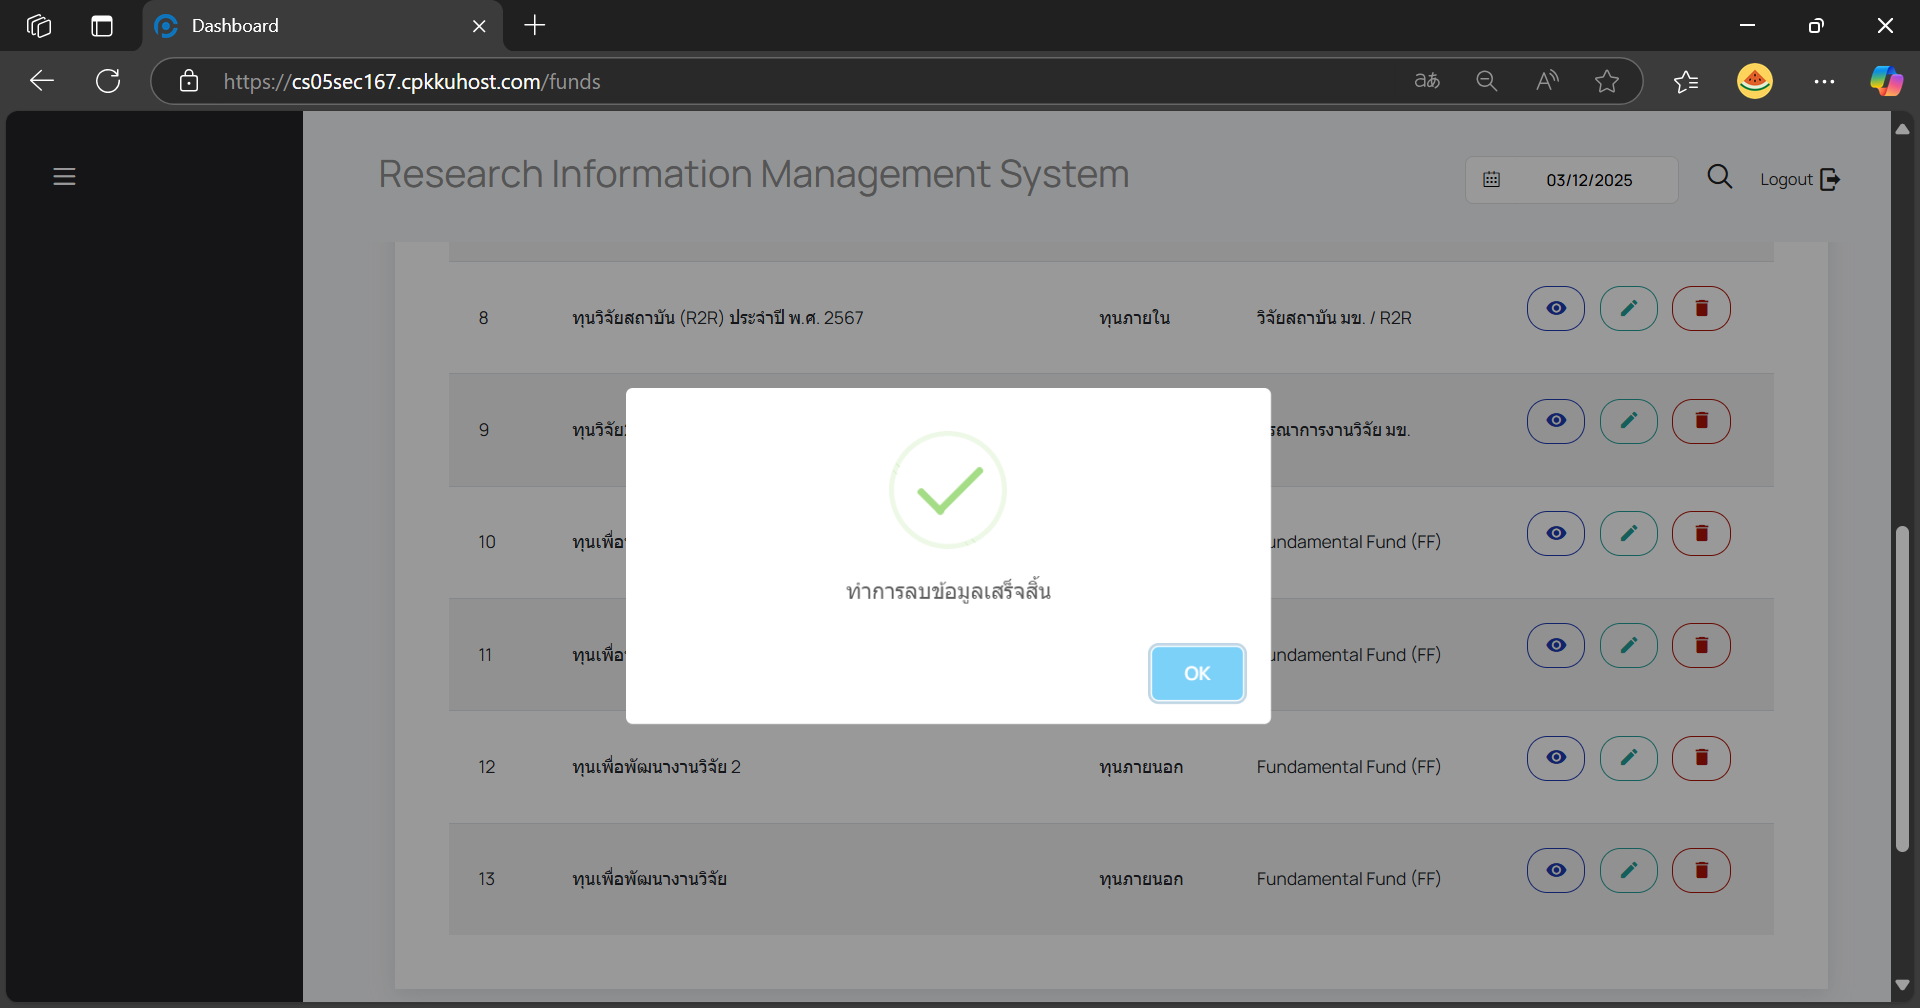 Dashboard
https://cs05sec167.cpkkuhost.com/funds
aあ
Research Information Management System
03/12/2025
Logout
8 ทุนวิจัยสถาบัน (R2R) ประจำปี พ.ศ. 2567 ทุนภายใน วิจัยสถาบัน มข. / R2R
9 ทุนวิจัย รณาการงานวิจัย มข.
10 ทุนเพื่อ undamental Fund (FF)
ทำการลบข้อมูลเสร็จสิ้น
11 ทุนเพื่อ undamental Fund (FF)
OK
12 ทุนเพื่อพัฒนางานวิจัย 2 ทุนภายนอก Fundamental Fund (FF)
13 ทุนเพื่อพัฒนางานวิจัย ทุนภายนอก Fundamental Fund (FF)